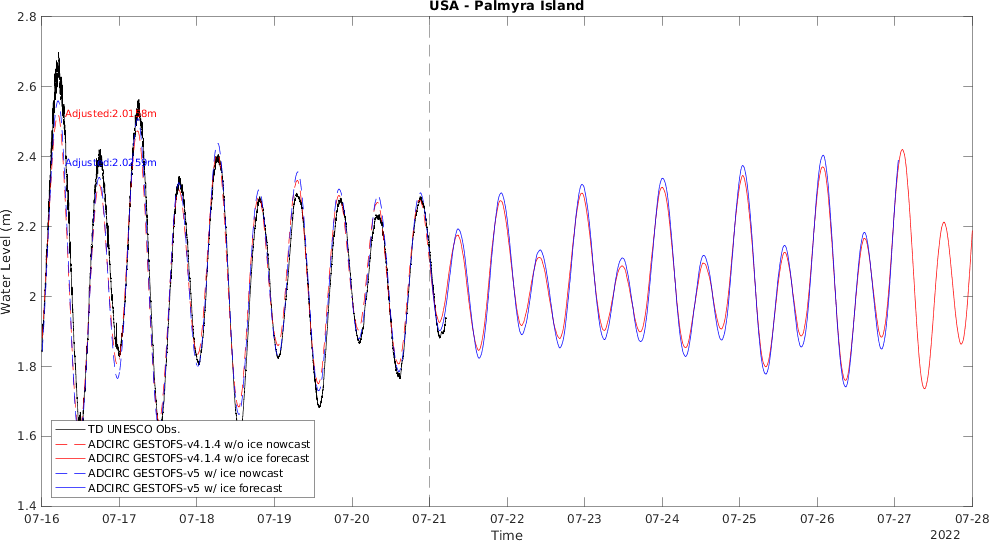 USA - Palmyra Island
2.8
2.6
2.4
2.2
2
1.8
1.6
1.4
Water Level (m)
Adjusted:2.0168m
Adjusted:2.0259m
TD UNESCO Obs.
ADCIRC GESTOFS-v4.1.4 w/o ice nowcast
ADCIRC GESTOFS-v4.1.4 w/o ice forecast
ADCIRC GESTOFS-v5 w/ ice nowcast
ADCIRC GESTOFS-v5 w/ ice forecast
07-16 07-17 07-18 07-19 07-20 07-21 07-22 07-23 07-24 07-25 07-26 07-27 07-28
Time
2022